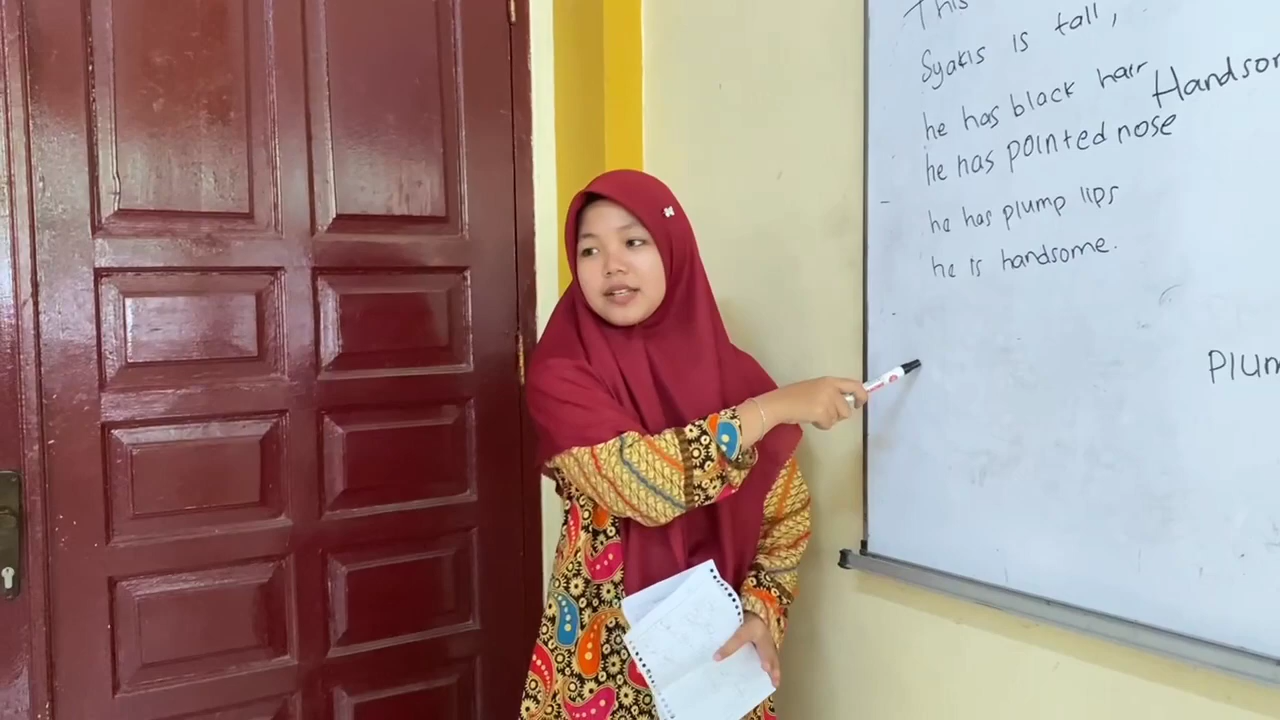 This
Syakis is tall,
he has black hair
he has pointed nose
he has plump lips
he is handsome.
Handsom
Plum